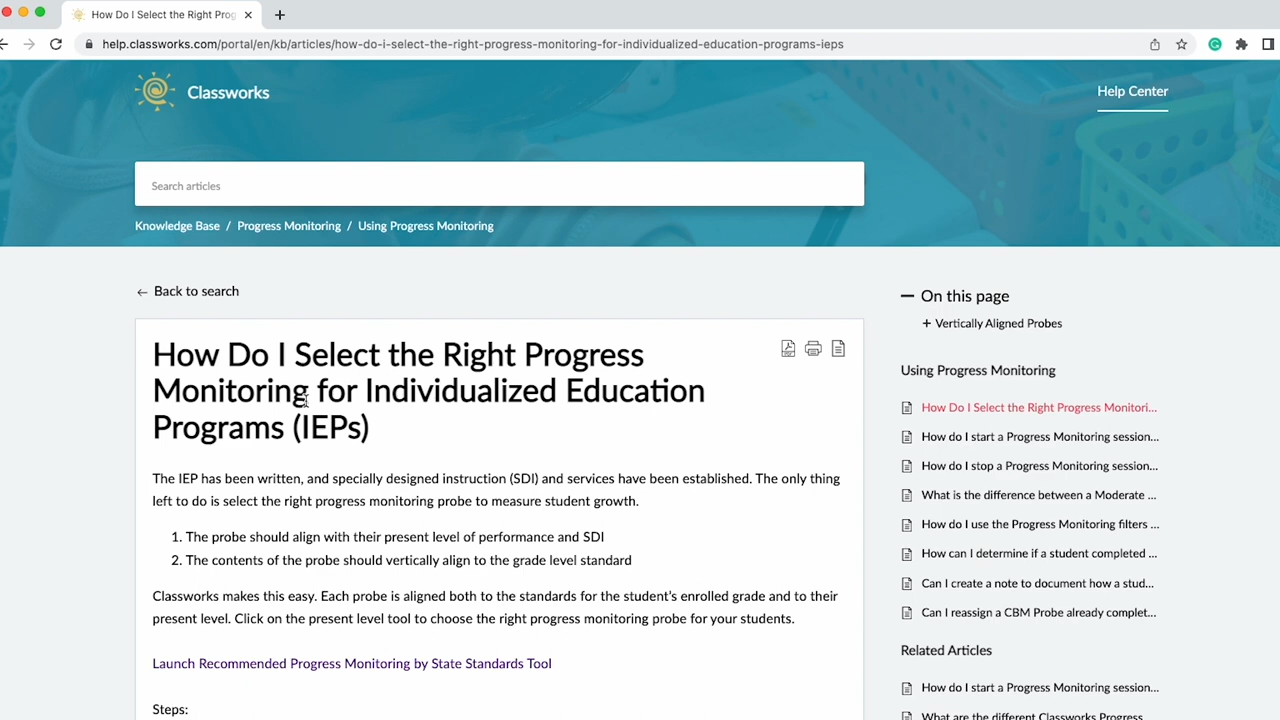 How Do I Select the Right Prog
help.classworks.com/portal/en/kb/articles/how-do-i-select-the-right-progress-monitoring-for-individualized-education-programs-ieps
Classworks
Help Center
Search articles
Knowledge Base / Progress Monitoring / Using Progress Monitoring
Back to search
How Do I Select the Right Progress
Monitoring for Individualized Education
Programs (IEPs)
The IEP has been written, and specially designed instruction (SDI) and services have been established. The only thing
left to do is select the right progress monitoring probe to measure student growth.
1. The probe should align with their present level of performance and SDI
2. The contents of the probe should vertically align to the grade level standard
Classworks makes this easy. Each probe is aligned both to the standards for the student's enrolled grade and to their
present level. Click on the present level tool to choose the right progress monitoring probe for your students.
Launch Recommended Progress Monitoring by State Standards Tool
Steps:
On this page
+ Vertically Aligned Probes
Using Progress Monitoring
How Do I Select the Right Progress Monitori...
How do I start a Progress Monitoring session...
How do I stop a Progress Monitoring session...
What is the difference between a Moderate ...
How do I use the Progress Monitoring filters ...
How can I determine if a student completed ...
Can I create a note to document how a stud...
Can I reassign a CBM Probe already complet...
Related Articles
How do I start a Progress Monitoring session...
What are the different Classworks Progress